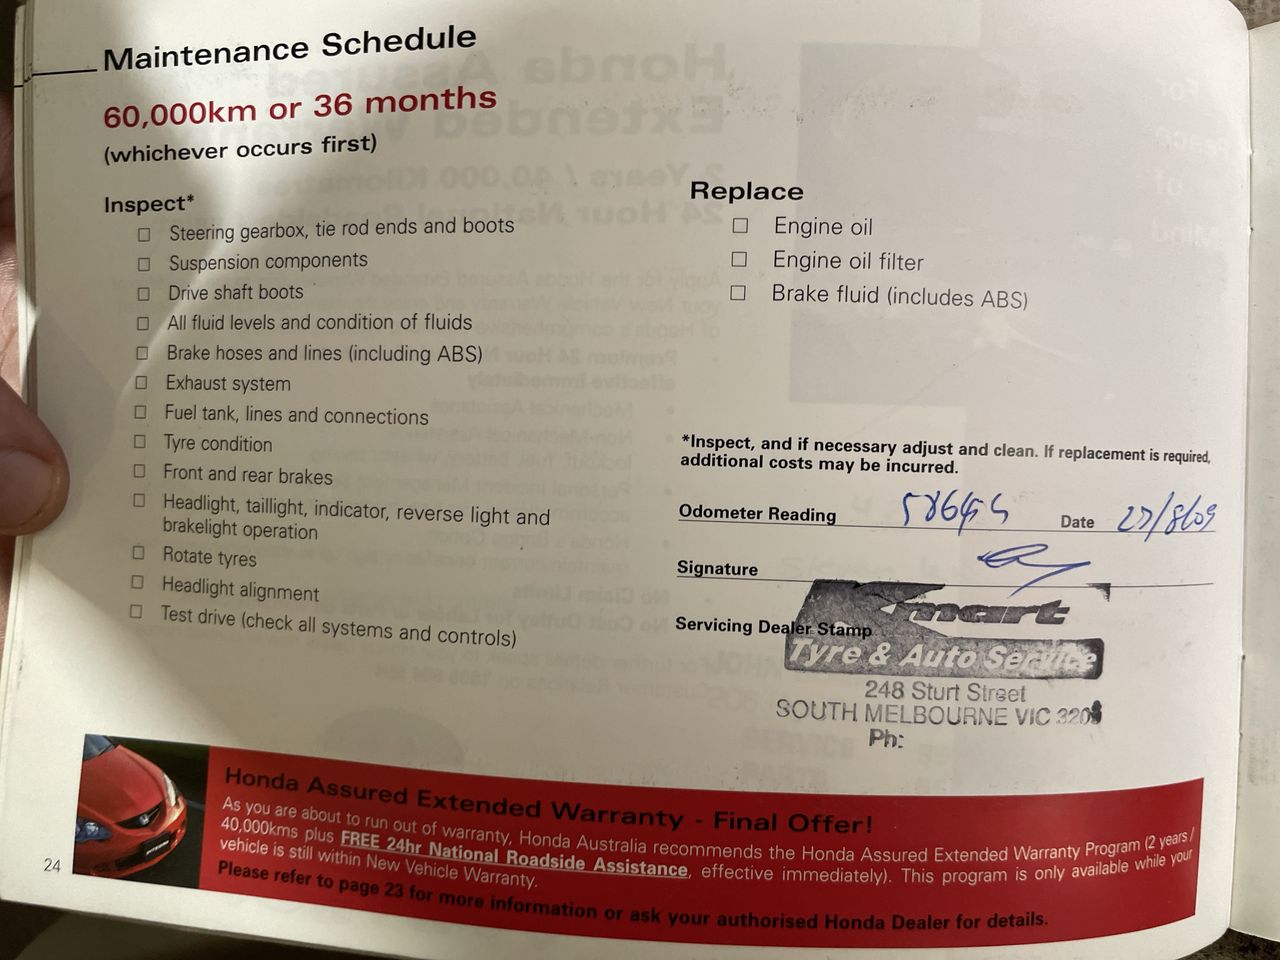 Maintenance Schedule
60,000km or 36 months
(whichever occurs first)
Inspect*
☐ Steering gearbox, tie rod ends and boots
☐ Suspension components
☐ Drive shaft boots
☐ All fluid levels and condition of fluids
☐ Brake hoses and lines (including ABS)
☐ Exhaust system
☐ Fuel tank, lines and connections
☐ Tyre condition
☐ Front and rear brakes
☐ Headlight, taillight, indicator, reverse light and
brakelight operation
☐ Rotate tyres
☐ Headlight alignment
☐ Test drive (check all systems and controls)
Replace
☐ Engine oil
☐ Engine oil filter
☐ Brake fluid (includes ABS)
*Inspect, and if necessary adjust and clean. If replacement is required,
additional costs may be incurred.
Odometer Reading Date
Signature
Servicing Dealer Stamp
Kmart
Tyre & Auto Service
248 Sturt Street
SOUTH MELBOURNE VIC
Ph:
Honda Assured Extended Warranty - Final Offer!
As you are about to run out of warranty, Honda Australia recommends the Honda Assured Extended Warranty Program (2 years /
40,000kms plus FREE 24hr National Roadside Assistance, effective immediately). This program is only available while your
vehicle is still within New Vehicle Warranty.
Please refer to page 23 for more information or ask your authorised Honda Dealer for details.
24